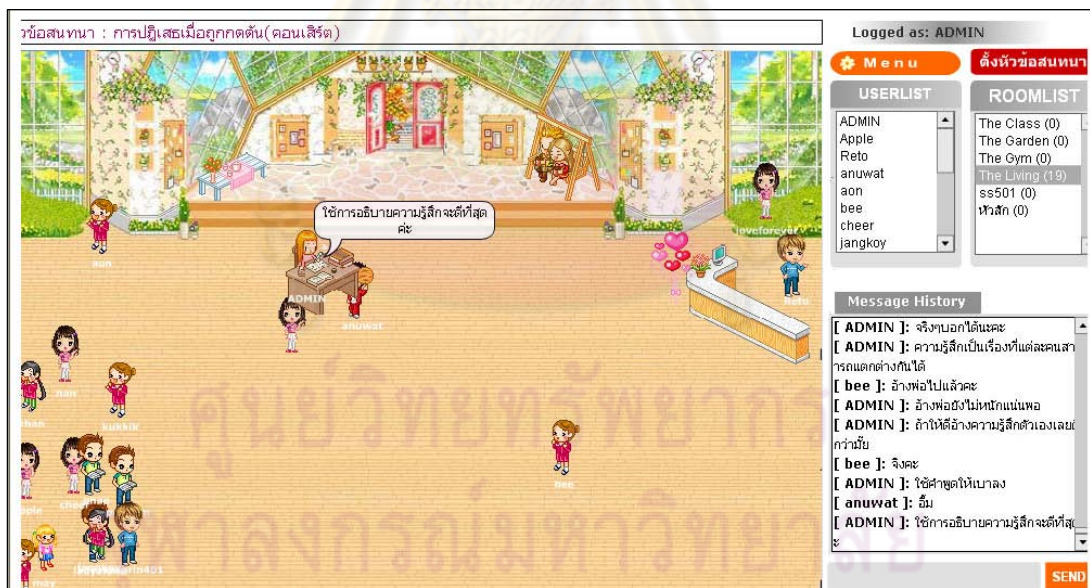 วข้อสนทนา : การปฏิเสธเมื่อถูกกดดัน(คอนเสิร์ต)
Logged as: ADMIN
Menu
ตั้งหัวข้อสนทนา
USERLIST
ROOMLIST
ADMIN
Apple
Reto
anuwat
aon
bee
cheer
jangkoy
The Class (0)
The Garden (0)
The Gym (0)
The Living (19)
ss501 (0)
หัวสัก (0)
ใช้การอธิบายความรู้สึกจะดีที่สุด
ค่ะ
loveforever
aon
ADMIN
anuwat
Reto
nan
kukkik
bee
may
Message History
[ ADMIN ]: จริงๆบอกได้นะคะ
[ ADMIN ]: ความรู้สึกเป็นเรื่องที่แต่ละคนสา
ารถแตกต่างกันได้
[ bee ]: อ้างพ่อไปแล้วคะ
[ ADMIN ]: อ้างพ่อยังไม่หนักแน่นพอ
[ ADMIN ]: ถ้าให้ดีอ้างความรู้สึกตัวเองเลยดี
กว่ามั๊ย
[ bee ]: จิงคะ
[ ADMIN ]: ใช้คำพูดให้เบาลง
[ anuwat ]: อื้ม
[ ADMIN ]: ใช้การอธิบายความรู้สึกจะดีที่สุด
SEND
ศูนย์วิทยทรัพยากร
จุฬาลงกรณ์มหาวิทยาลัย